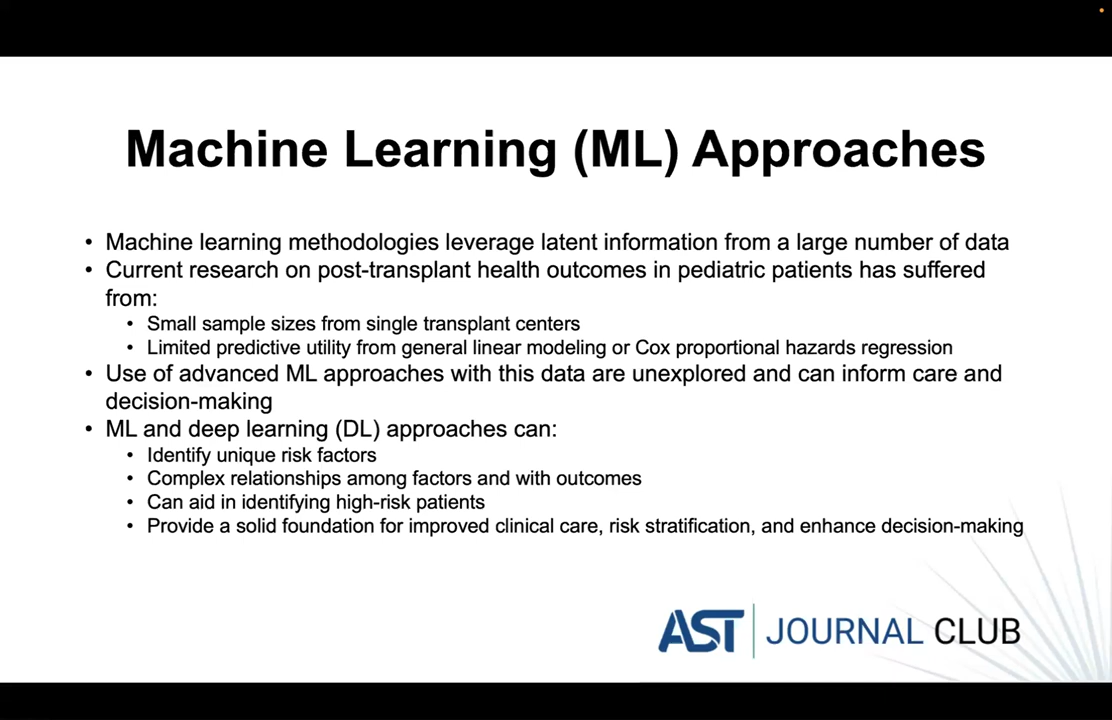 Machine Learning (ML) Approaches
• Machine learning methodologies leverage latent information from a large number of data
• Current research on post-transplant health outcomes in pediatric patients has suffered
from:
• Small sample sizes from single transplant centers
• Limited predictive utility from general linear modeling or Cox proportional hazards regression
• Use of advanced ML approaches with this data are unexplored and can inform care and
decision-making
• ML and deep learning (DL) approaches can:
• Identify unique risk factors
• Complex relationships among factors and with outcomes
• Can aid in identifying high-risk patients
• Provide a solid foundation for improved clinical care, risk stratification, and enhance decision-making
AST | JOURNAL CLUB